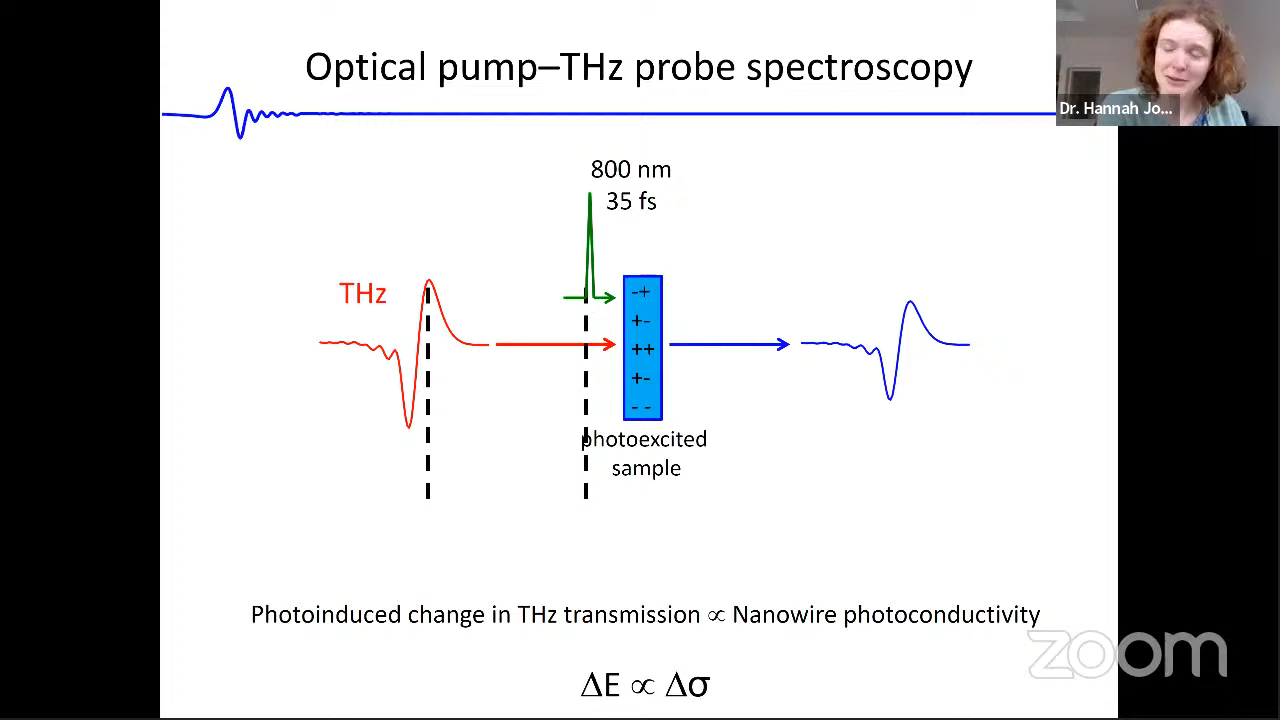 Optical pump–THz probe spectroscopy
Dr. Hannah Jo...
800 nm
35 fs
THz
-+
+-
++
+-
- -
photoexcited
sample
Photoinduced change in THz transmission ∝ Nanowire photoconductivity
zoom
ΔE ∝ Δσ